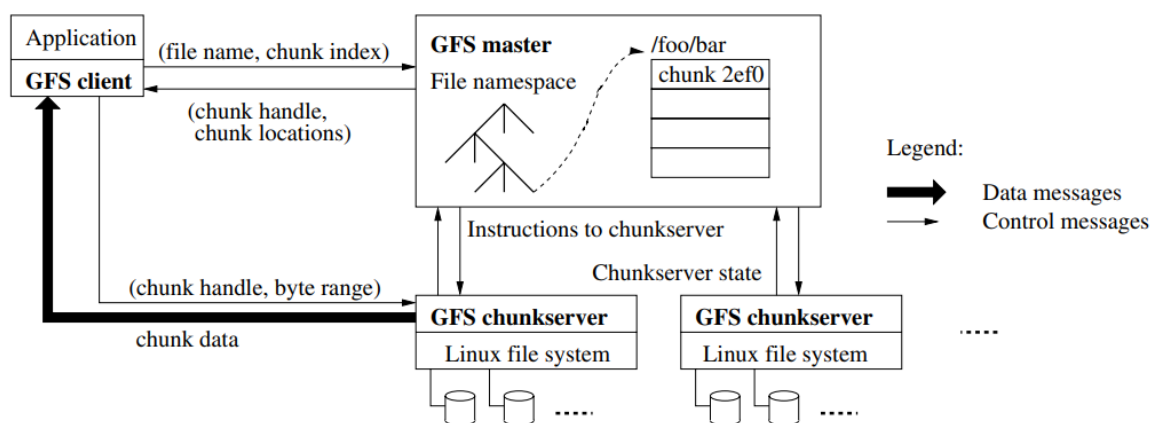 Application
GFS client
(file name, chunk index)
(chunk handle,
chunk locations)
GFS master
File namespace
/foo/bar
chunk 2ef0
Legend:
Data messages
Control messages
Instructions to chunkserver
Chunkserver state
(chunk handle, byte range)
chunk data
GFS chunkserver
Linux file system
GFS chunkserver
Linux file system